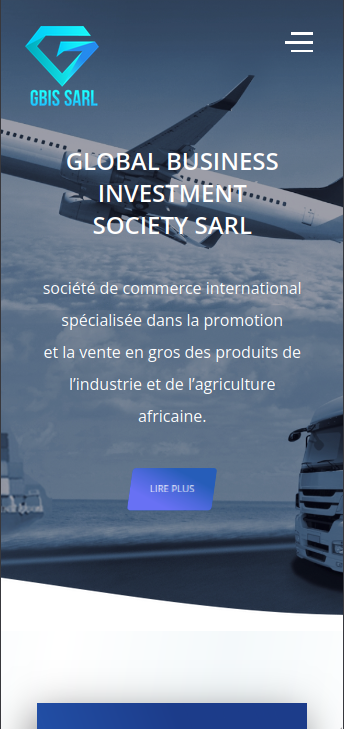 GBIS SARL
GLOBAL BUSINESS
INVESTMENT
SOCIETY SARL
société de commerce international
spécialisée dans la promotion
et la vente en gros des produits de
l’industrie et de l’agriculture
africaine.
LIRE PLUS